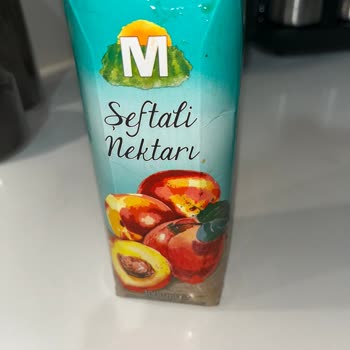 M
Şeftali
Nektarı